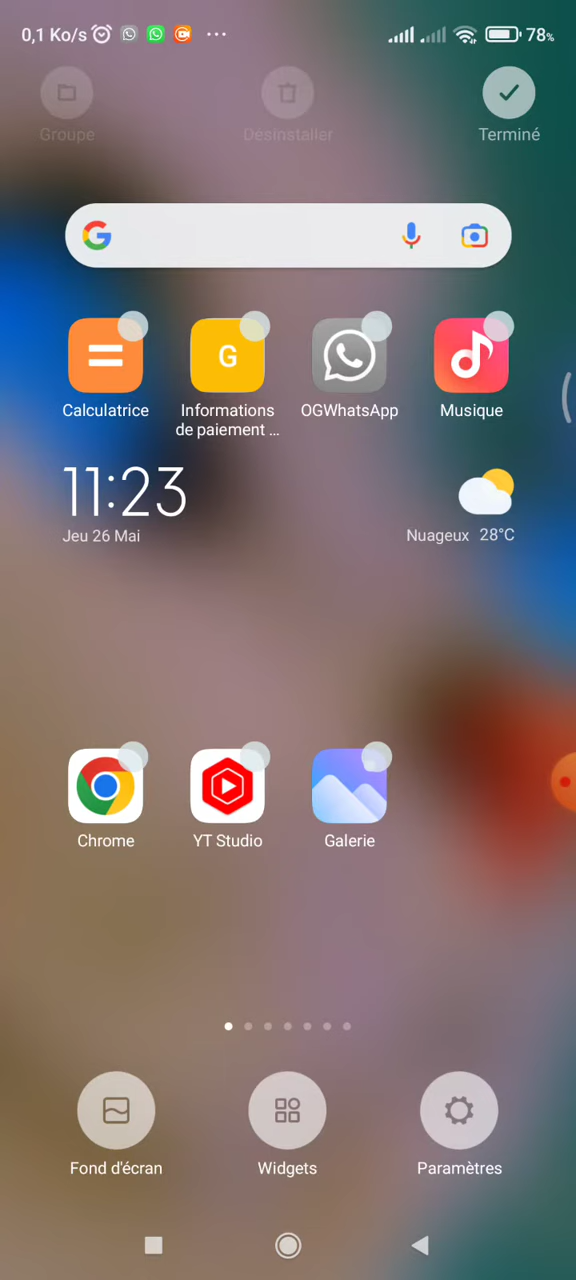 0,1 Ko/s
78%
Groupe
Désinstaller
Terminé
G
Calculatrice
Informations
de paiement ...
OGWhatsApp
Musique
11:23
Jeu 26 Mai
Nuageux 28°C
Chrome
YT Studio
Galerie
Fond d'écran
Widgets
Paramètres